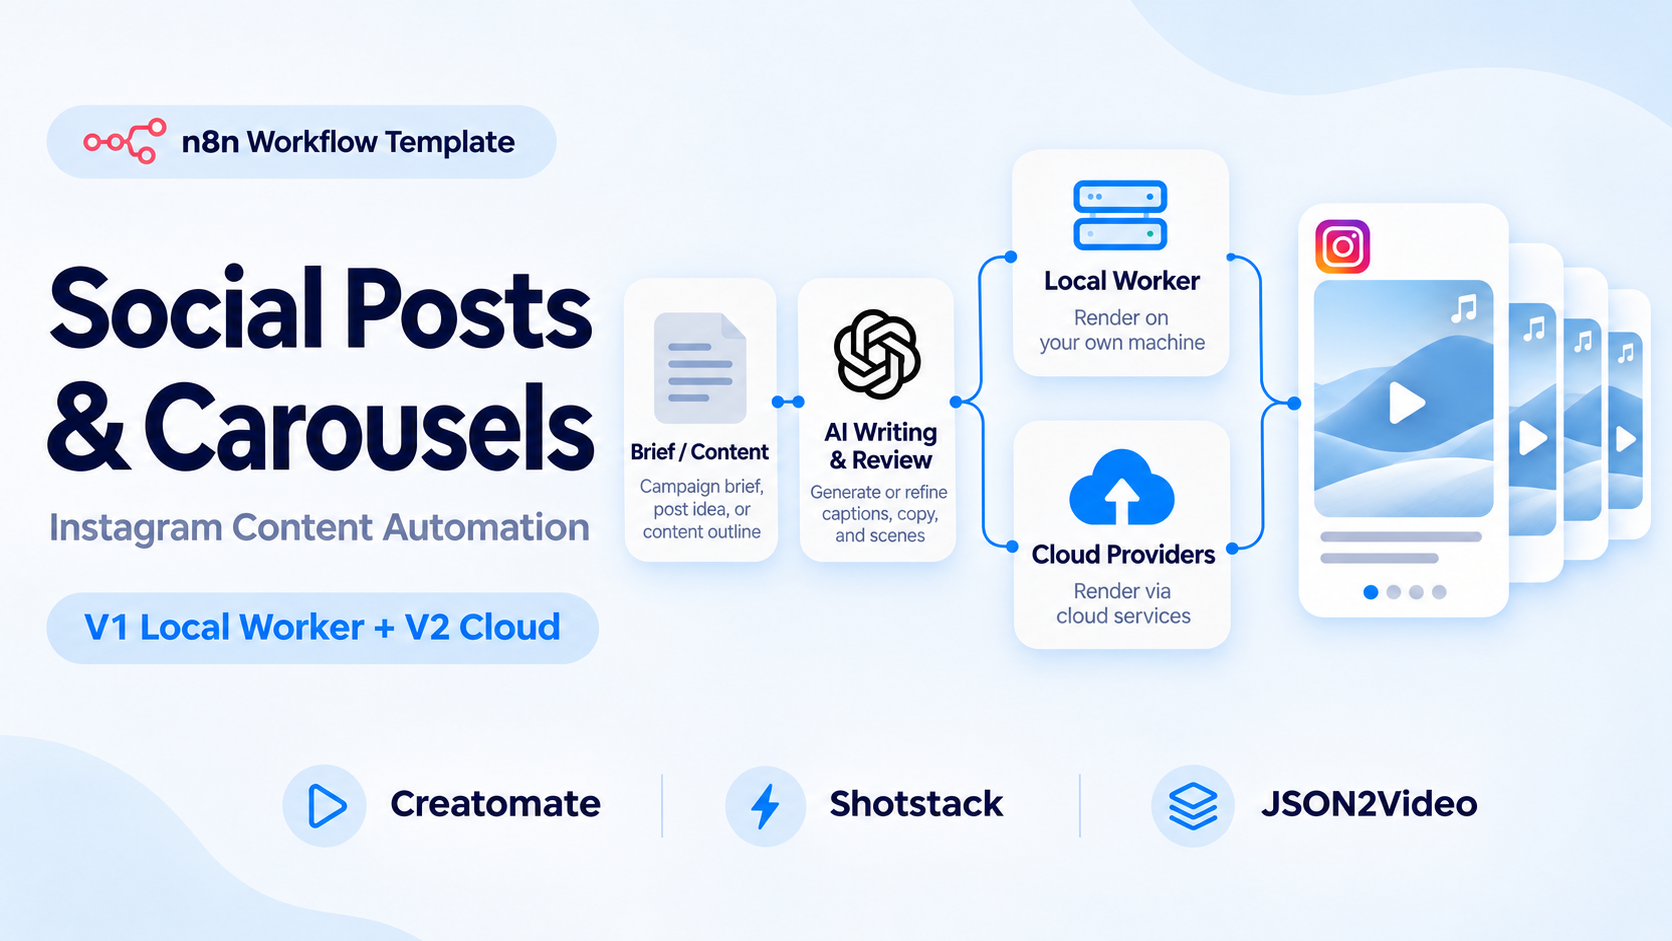 n8n Workflow Template
Social Posts
& Carousels
Instagram Content Automation
V1 Local Worker + V2 Cloud
Brief / Content
Campaign brief,
post idea, or
content outline
AI Writing
& Review
Generate or refine
captions, copy,
and scenes
Local Worker
Render on
your own machine
Cloud Providers
Render via
cloud services
Creatomate
Shotstack
JSON2Video